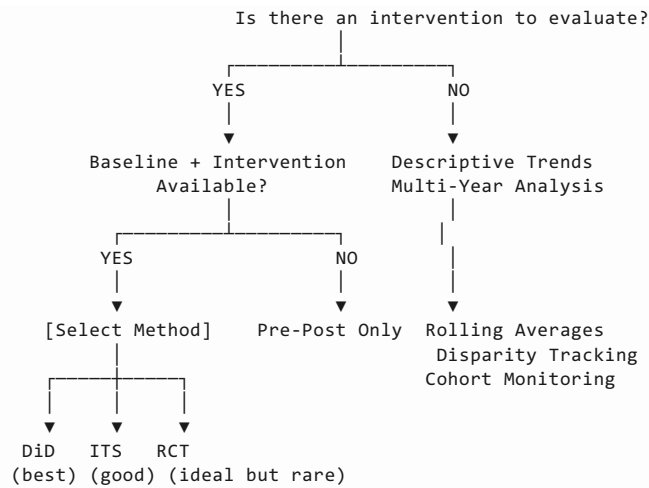 Is there an intervention to evaluate?
YES NO
Baseline + Intervention Descriptive Trends
Available? Multi-Year Analysis
YES NO
[Select Method] Pre-Post Only Rolling Averages
Disparity Tracking
Cohort Monitoring
DiD ITS RCT
(best) (good) (ideal but rare)